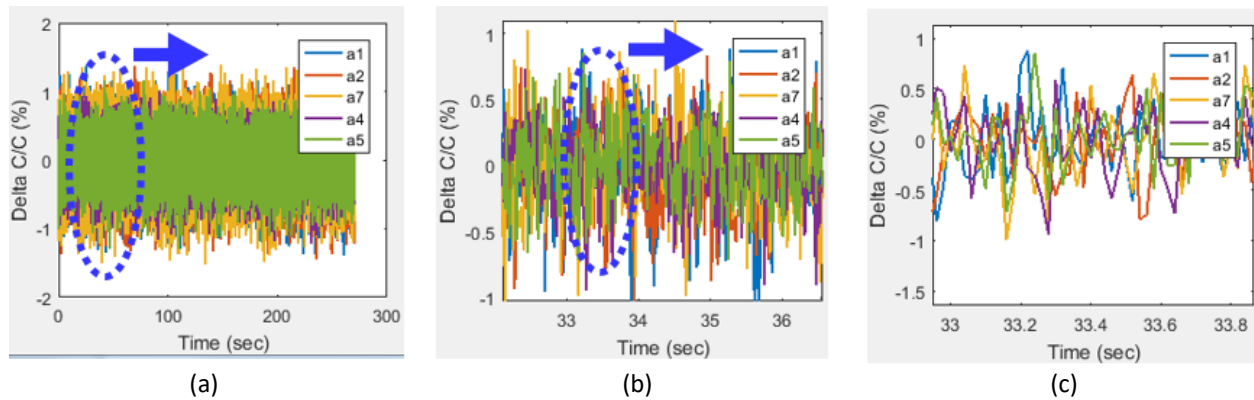 2
1
0
-1
-2
Delta C/C (%)
0
100
200
300
Time (sec)
a1
a2
a7
a4
a5
(a)
1
0.5
0
-0.5
-1
Delta C/C (%)
33
34
35
36
Time (sec)
a1
a2
a7
a4
a5
(b)
1
0.5
0
-0.5
-1
-1.5
Delta C/C (%)
33
33.2
33.4
33.6
33.8
Time (sec)
a1
a2
a7
a4
a5
(c)